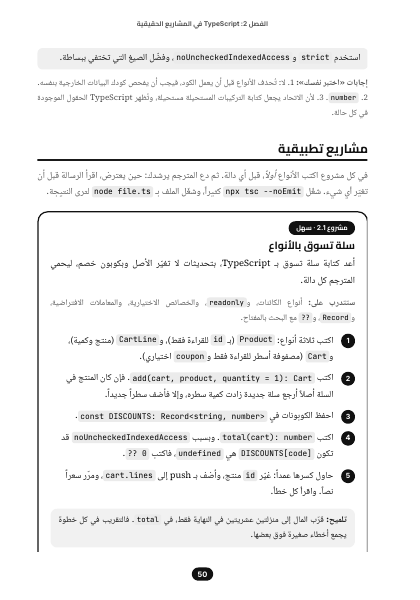 الفصل 2: TypeScript في المشاريع الحقيقية
استخدم strict و noUncheckedIndexedAccess، وفضّل الصيغ التي تختفي ببساطة.
إجابات «اختبر نفسك»: 1. لا: تُحذف الأنواع قبل أن يعمل الكود، فيجب أن يفحص كودك البيانات الخارجية بنفسه.
2. number. 3. لأن الاتحاد يجعل كتابة التركيبات المستحيلة مستحيلة، وتُظهر TypeScript الحقول الموجودة
في كل حالة.
مشاريع تطبيقية
في كل مشروع اكتب الأنواع أولاً، قبل أي دالة. ثم دع المترجم يرشدك: حين يعترض، اقرأ الرسالة قبل أن
تغيّر أي شيء. شغّل npx tsc --noEmit كثيراً، وشغّل الملف بـ node file.ts لترى النتيجة.
مشروع 2.1 · سهل
سلة تسوق بالأنواع
أعد كتابة سلة تسوق بـ TypeScript، بتحديثات لا تغيّر الأصل وبكوبون خصم، ليحمي
المترجم كل دالة.
ستتدرب على: أنواع الكائنات، و readonly، والخصائص الاختيارية، والمعاملات الافتراضية،
و Record، و ?? مع البحث بالمفتاح.
1 اكتب ثلاثة أنواع: Product (بـ id للقراءة فقط)، و CartLine (منتج وكمية)،
و Cart (مصفوفة أسطر للقراءة فقط و coupon اختياري).
2 اكتب add(cart, product, quantity = 1): Cart. فإن كان المنتج في
السلة أصلاً أرجع سلة جديدة زادت كمية سطره، وإلا فأضف سطراً جديداً.
3 احفظ الكوبونات في const DISCOUNTS: Record<string, number>.
4 اكتب total(cart): number. وبسبب noUncheckedIndexedAccess قد
تكون DISCOUNTS[code] هي undefined، فاكتب ?? 0.
5 حاول كسرها عمداً: غيّر id منتج، وأضف بـ push إلى cart.lines، ومرّر سعراً
نصاً. واقرأ كل خطأ.
تلميح: قرّب المال إلى منزلتين عشريتين في النهاية فقط، في total. فالتقريب في كل خطوة
يجمع أخطاء صغيرة فوق بعضها.
50